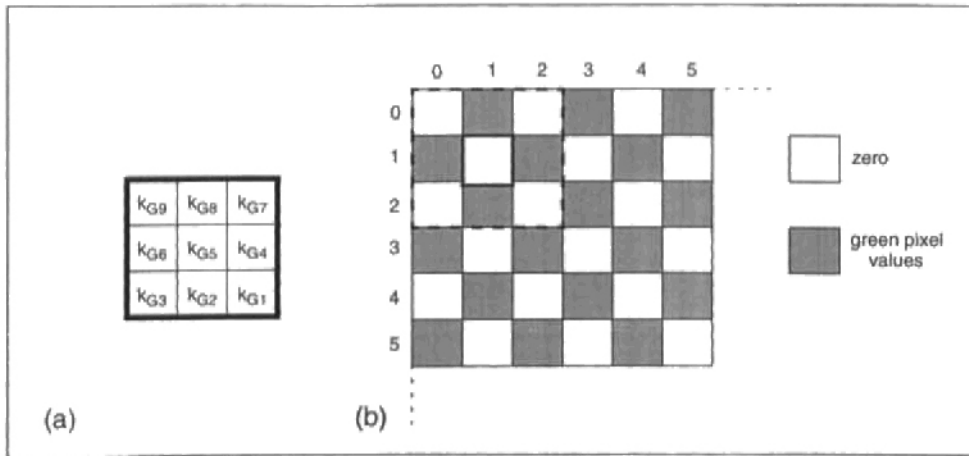 0 1 2 3 4 5
0
1
2
3
4
5
zero
green pixel
values
kG9 kG8 kG7
kG6 kG5 kG4
kG3 kG2 kG1
(a)
(b)